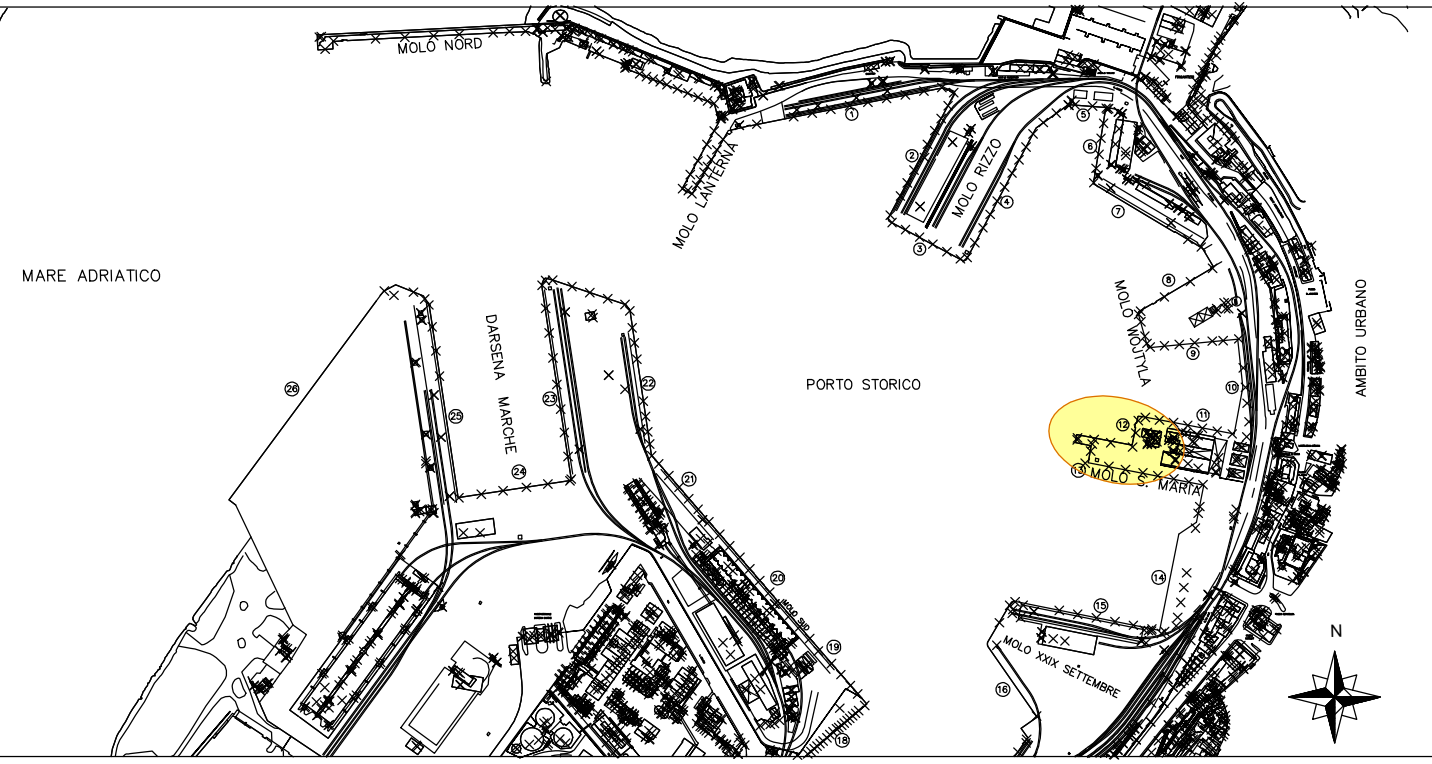 MOLO NORD
1
5
6
2
MOLO RIZZO
MOLO LANTERNA
4
7
3
MARE ADRIATICO
8
MOLO WOJTYLA
AMBITO URBANO
DARSENA MARCHE
9
26
22
PORTO STORICO
10
23
25
11
12
24
13
MOLO S. MARIA
21
14
20
MOLO SUD
15
19
MOLO XXIX SETTEMBRE
N
16
18